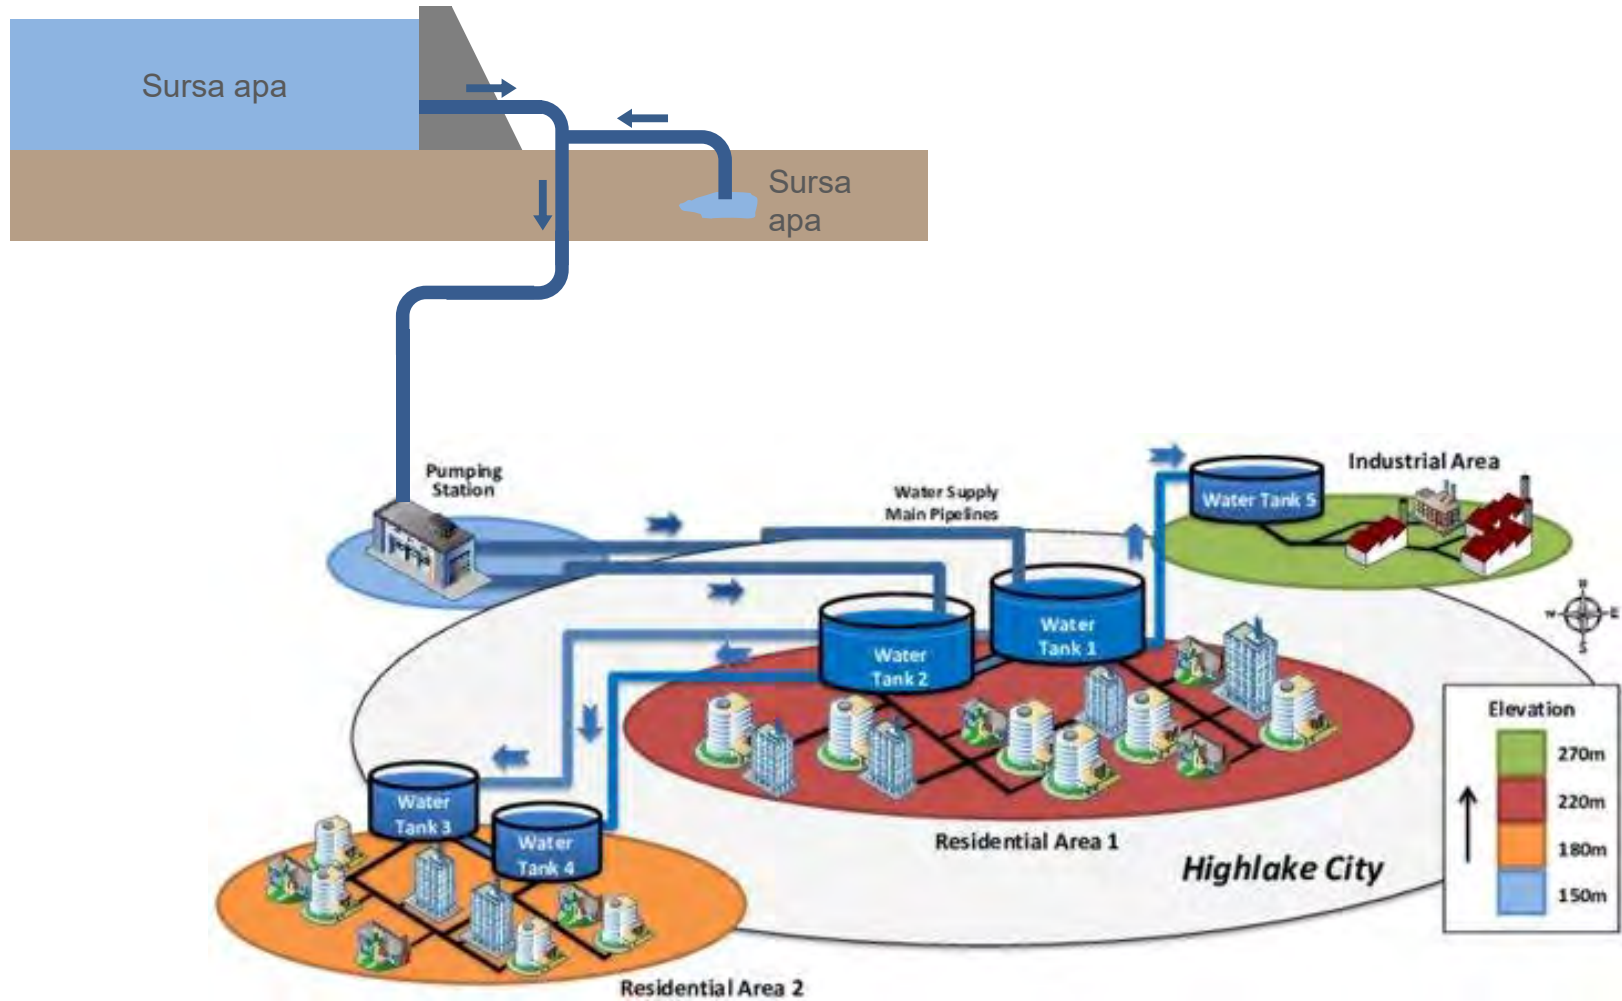 Sursa apa
Sursa
apa
Pumping
Station
Water Supply
Main Pipelines
Industrial Area
Water Tank 5
Water
Tank 1
Water
Tank 2
N
W
E
S
Elevation
270m
220m
180m
150m
Water
Tank 3
Water
Tank 4
Residential Area 1
Highlake City
Residential Area 2